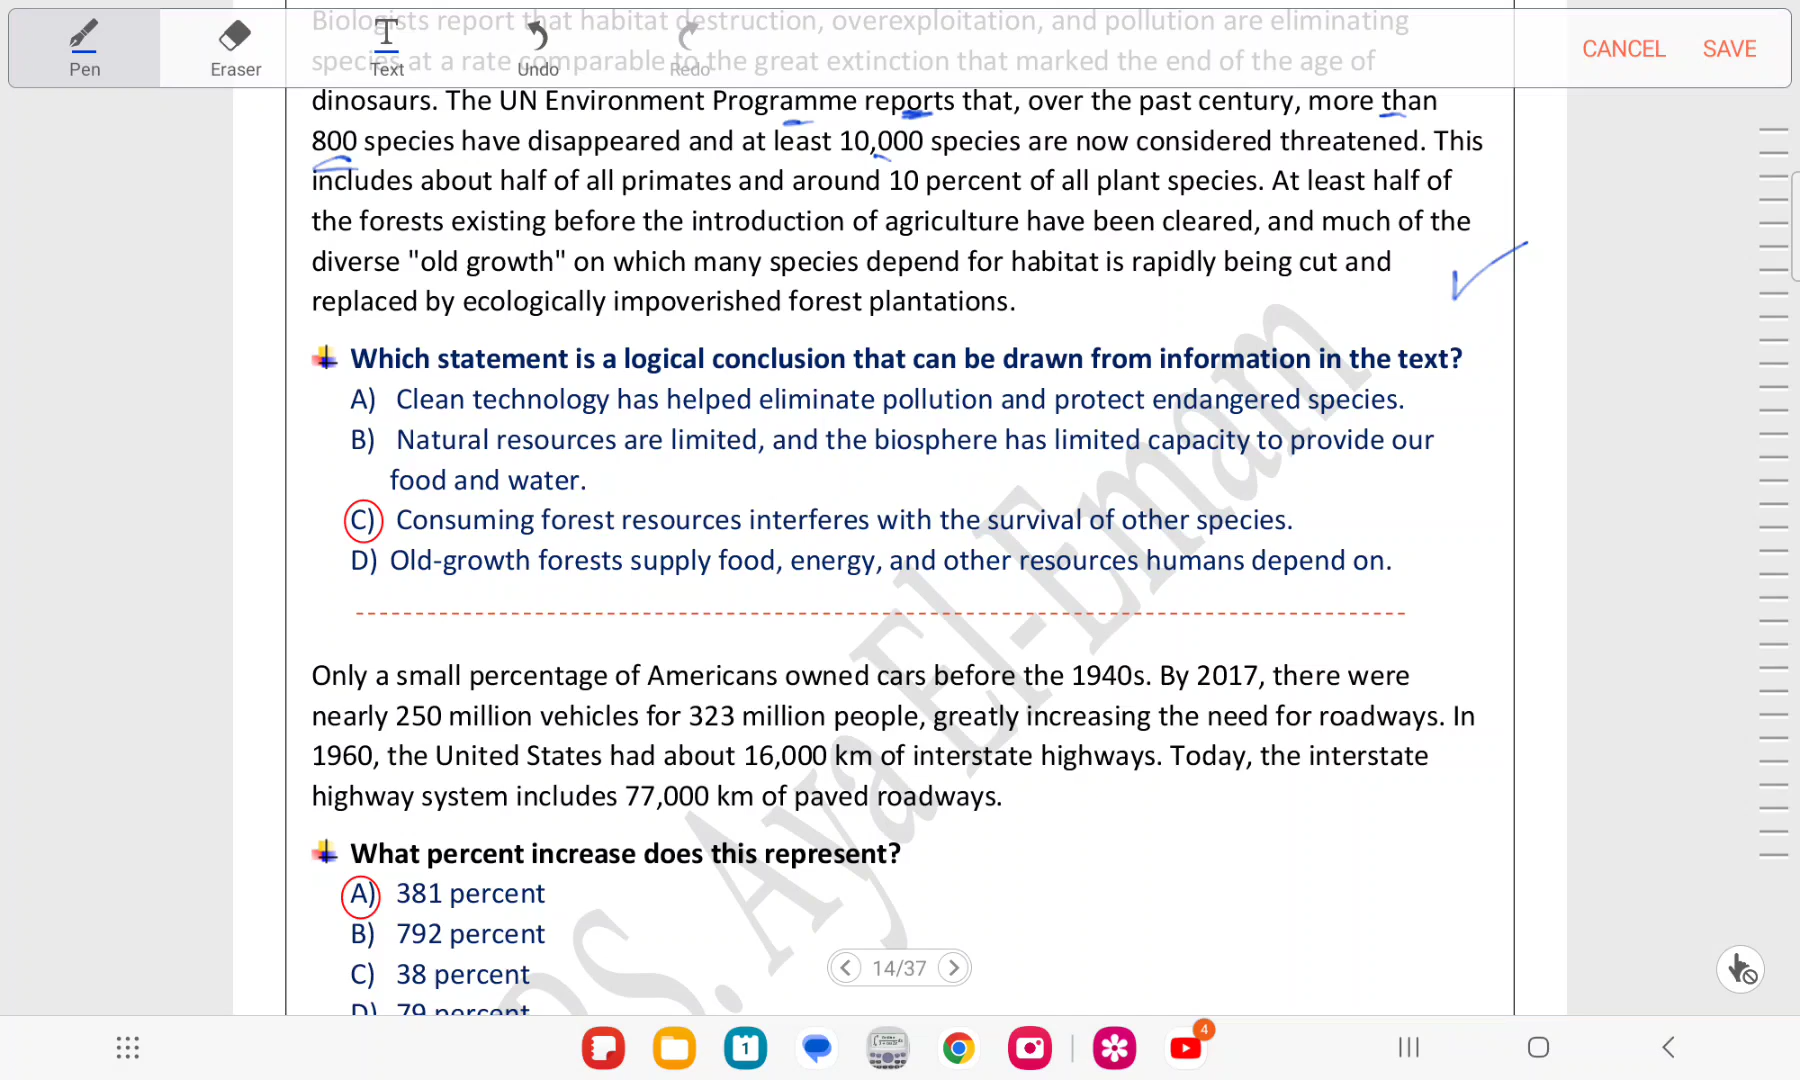 Biologists report that habitat destruction, overexploitation, and pollution are eliminating
Pen
Eraser
Text
Undo
Redo
CANCEL
SAVE
species at a rate comparable to the great extinction that marked the end of the age of
dinosaurs. The UN Environment Programme reports that, over the past century, more than
800 species have disappeared and at least 10,000 species are now considered threatened. This
includes about half of all primates and around 10 percent of all plant species. At least half of
the forests existing before the introduction of agriculture have been cleared, and much of the
diverse "old growth" on which many species depend for habitat is rapidly being cut and
replaced by ecologically impoverished forest plantations.
Which statement is a logical conclusion that can be drawn from information in the text?
A) Clean technology has helped eliminate pollution and protect endangered species.
B) Natural resources are limited, and the biosphere has limited capacity to provide our
food and water.
C) Consuming forest resources interferes with the survival of other species.
D) Old-growth forests supply food, energy, and other resources humans depend on.
Only a small percentage of Americans owned cars before the 1940s. By 2017, there were
nearly 250 million vehicles for 323 million people, greatly increasing the need for roadways. In
1960, the United States had about 16,000 km of interstate highways. Today, the interstate
highway system includes 77,000 km of paved roadways.
What percent increase does this represent?
A) 381 percent
B) 792 percent
C) 38 percent
D) 79 percent
PS. Aya El-Emam
14/37
1
4